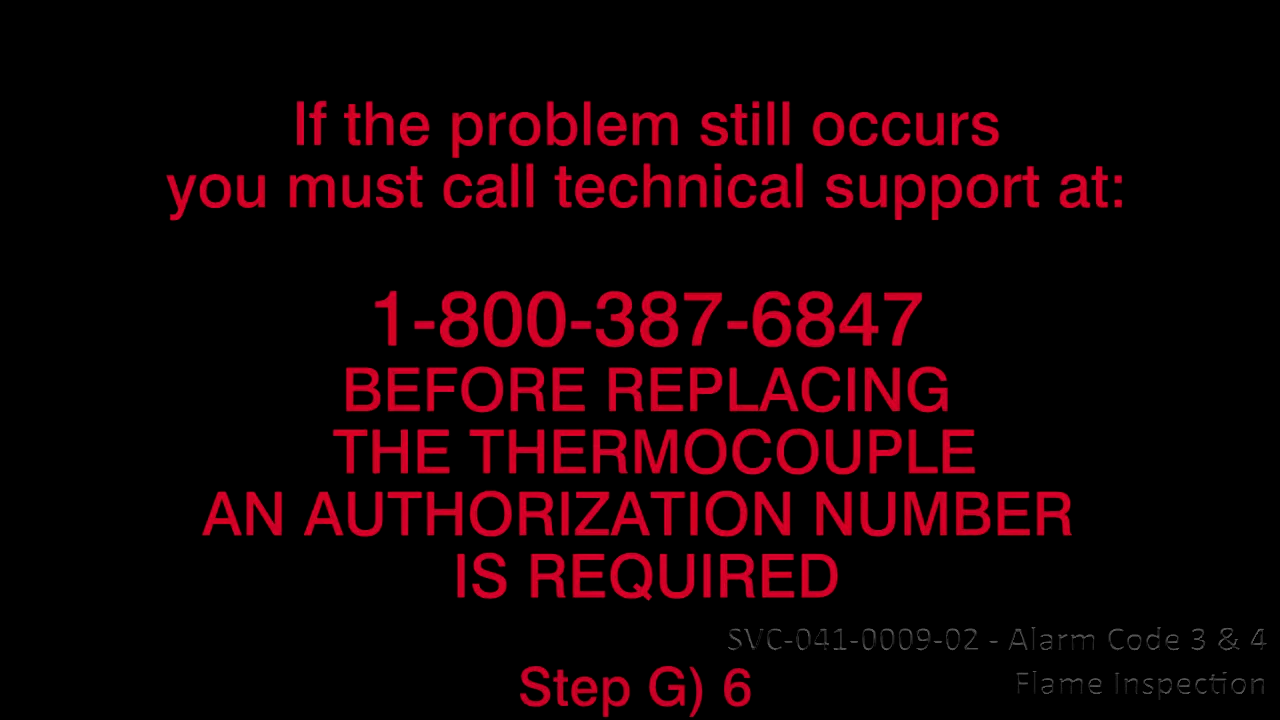 If the problem still occurs
you must call technical support at:
1-800-387-6847
BEFORE REPLACING
THE THERMOCOUPLE
AN AUTHORIZATION NUMBER
IS REQUIRED
SVC-041-0009-02 - Alarm Code 3 & 4
Flame Inspection
Step G) 6